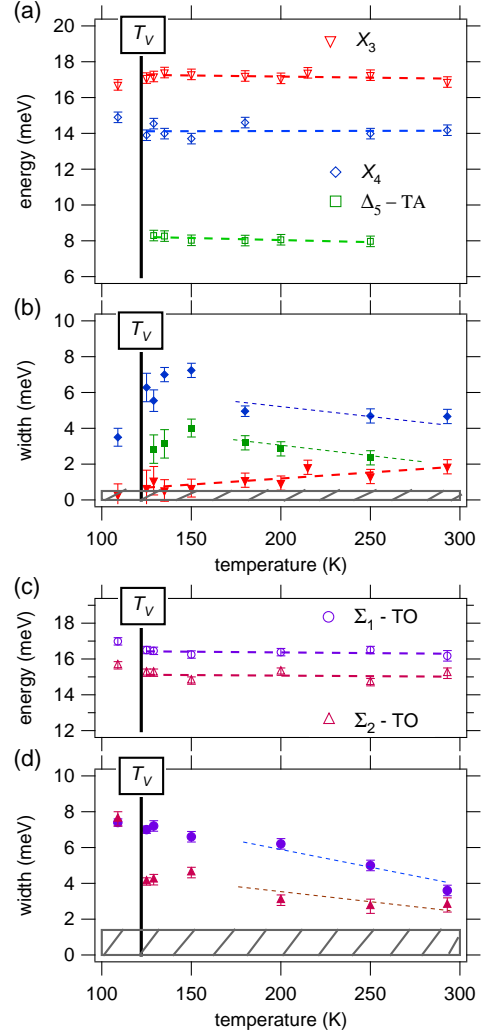 (a)
T_V
20
18
16
14
12
10
8
6
energy (meV)
X_3
X_4
Δ_5 – TA
(b)
T_V
10
8
6
4
2
0
width (meV)
100 150 200 250 300
temperature (K)
(c)
T_V
18
16
14
12
energy (meV)
Σ_1 - TO
Σ_2 - TO
(d)
T_V
10
8
6
4
2
0
width (meV)
100 150 200 250 300
temperature (K)